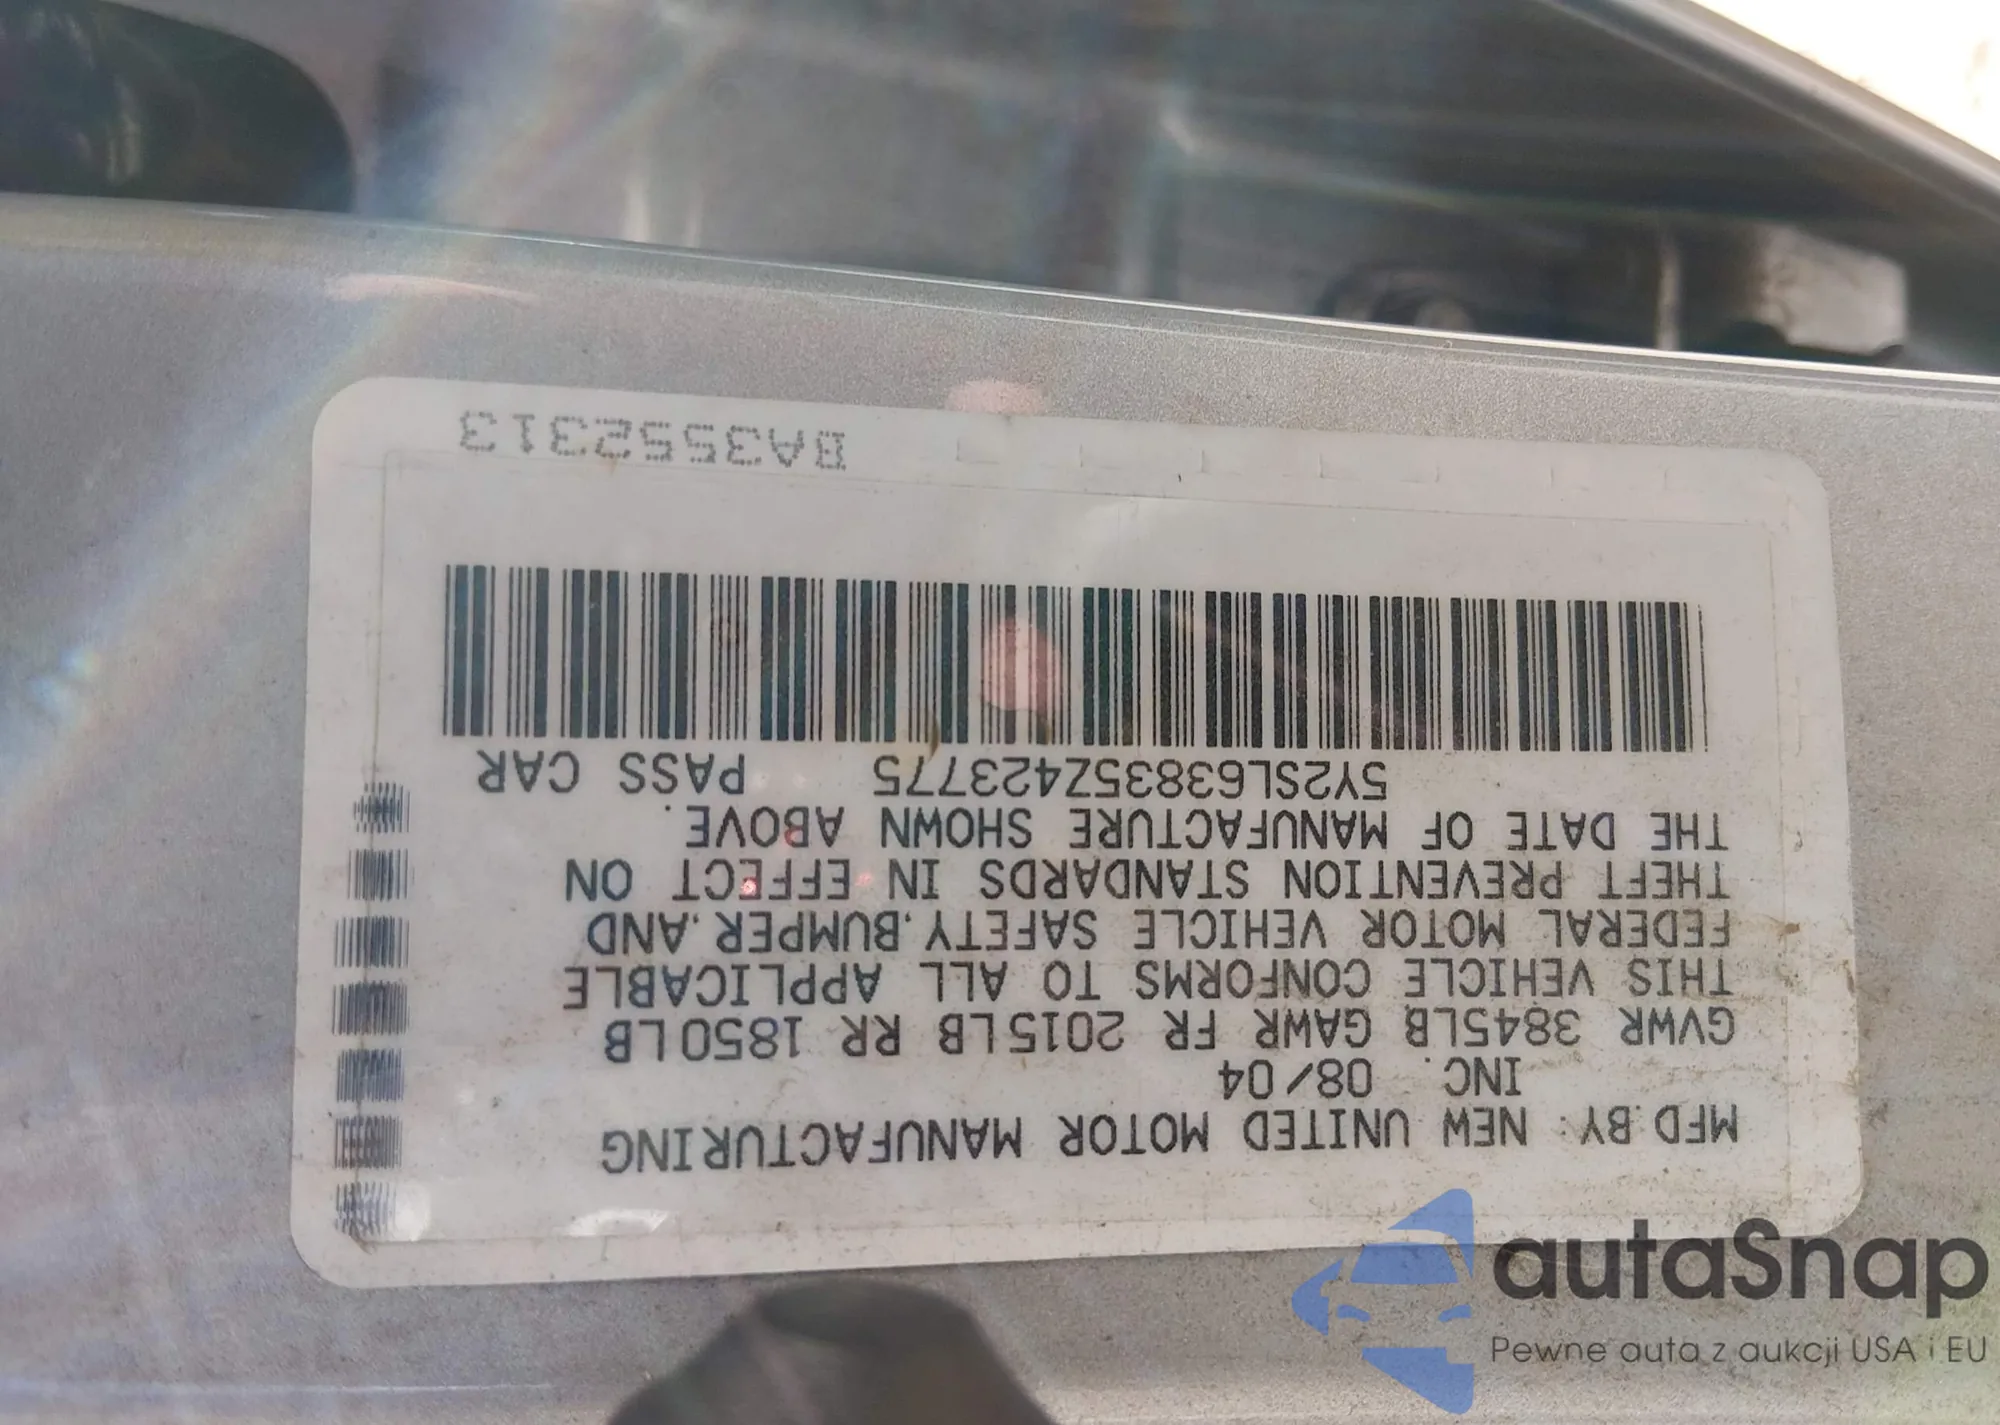 MFD.BY: NEW UNITED MOTOR MANUFACTURING
INC. 08/04
GVWR 3845LB GAWR FR 2015LB RR 1850LB
THIS VEHICLE CONFORMS TO ALL APPLICABLE
FEDERAL MOTOR VEHICLE SAFETY,BUMPER,AND
THEFT PREVENTION STANDARDS IN EFFECT ON
THE DATE OF MANUFACTURE SHOWN ABOVE.
5Y2SL63835Z423775 PASS CAR
BA3552313
autaSnap
Pewne auta z aukcji USA i EU